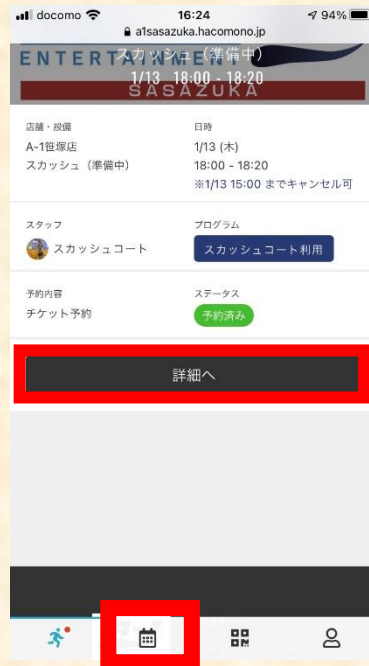 docomo 16:24 94%
a1sasazuka.hacomono.jp
ENTERTAINMENT
スカッシュ（準備中）
1/13 18:00 - 18:20
SASAZUKA
店舗・設備 日時
A-1笹塚店 1/13 (木)
スカッシュ（準備中） 18:00 - 18:20
※1/13 15:00 までキャンセル可
スタッフ プログラム
スカッシュコート スカッシュコート利用
予約内容 ステータス
チケット予約 予約済み
詳細へ